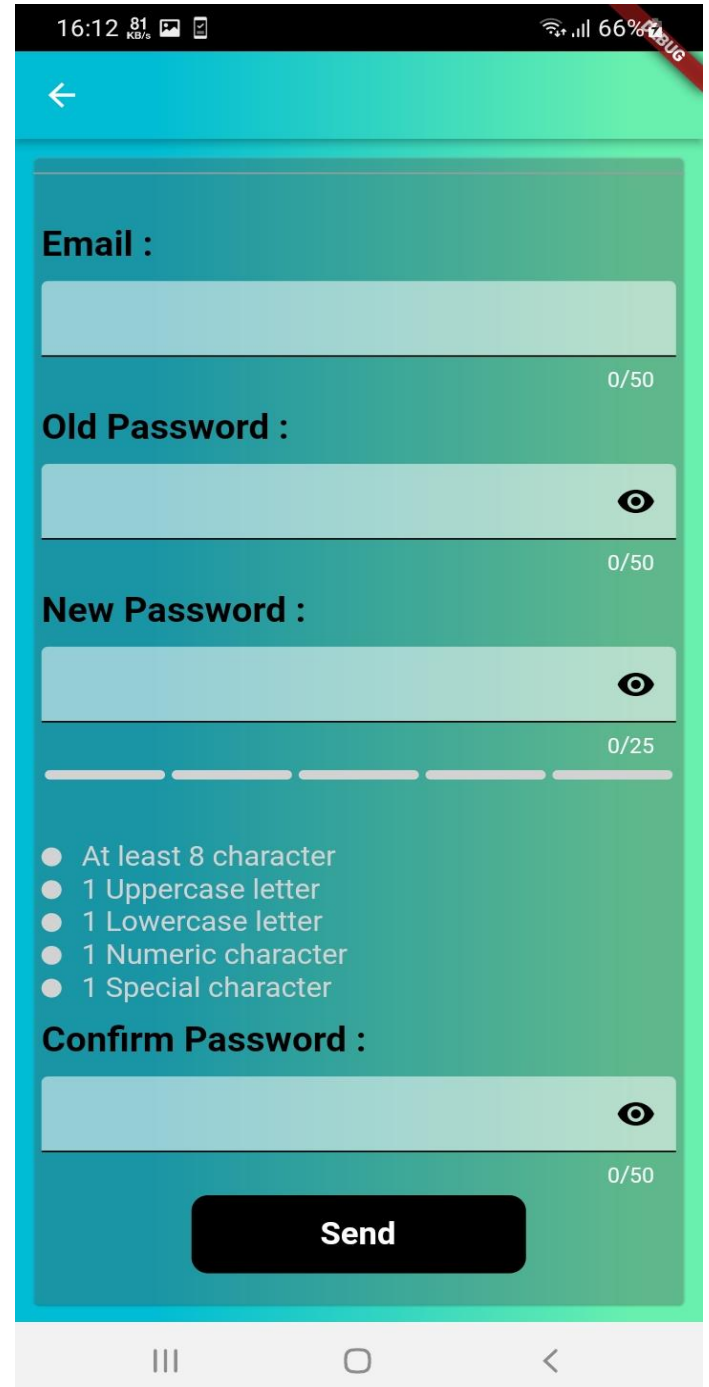 16:12 81 KB/s 66%
Email :
0/50
Old Password :
0/50
New Password :
0/25
At least 8 character
1 Uppercase letter
1 Lowercase letter
1 Numeric character
1 Special character
Confirm Password :
0/50
Send